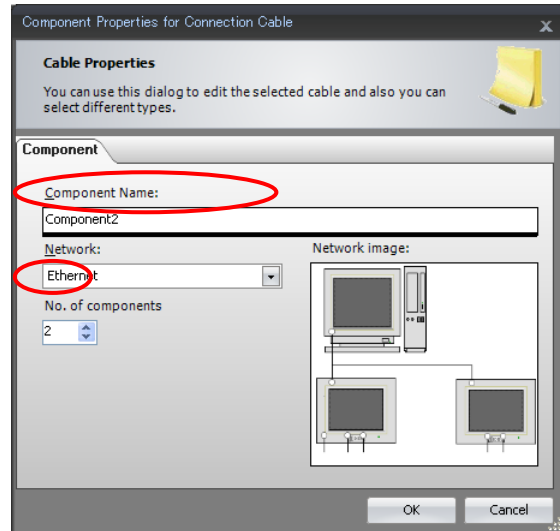 Component Properties for Connection Cable
x
Cable Properties
You can use this dialog to edit the selected cable and also you can
select different types.
Component
Component Name:
Component2
Network:
Network image:
Ethernet
No. of components
2
OK
Cancel